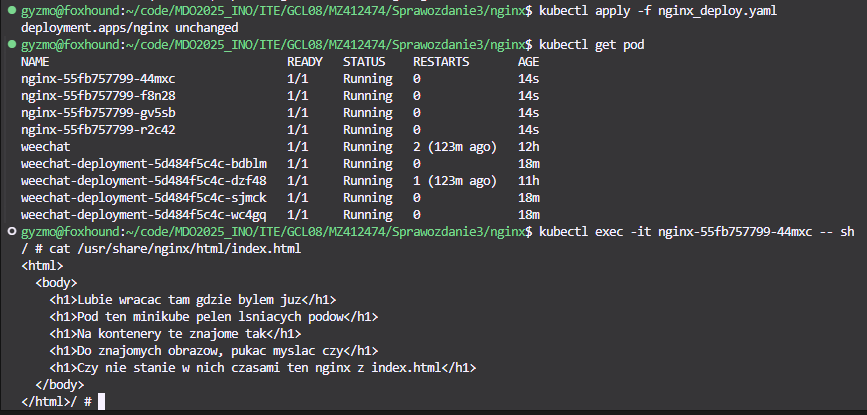 gyzmo@foxhound:~/code/MDO2025_INO/ITE/GCL08/MZ412474/Sprawozdanie3/nginx$ kubectl apply -f nginx_deploy.yaml
deployment.apps/nginx unchanged
gyzmo@foxhound:~/code/MDO2025_INO/ITE/GCL08/MZ412474/Sprawozdanie3/nginx$ kubectl get pod
NAME READY STATUS RESTARTS AGE
nginx-55fb757799-44mxc 1/1 Running 0 14s
nginx-55fb757799-f8n28 1/1 Running 0 14s
nginx-55fb757799-gv5sb 1/1 Running 0 14s
nginx-55fb757799-r2c42 1/1 Running 0 14s
weechat 1/1 Running 2 (123m ago) 12h
weechat-deployment-5d484f5c4c-bdblm 1/1 Running 0 18m
weechat-deployment-5d484f5c4c-dzf48 1/1 Running 1 (123m ago) 11h
weechat-deployment-5d484f5c4c-sjmck 1/1 Running 0 18m
weechat-deployment-5d484f5c4c-wc4gq 1/1 Running 0 18m
gyzmo@foxhound:~/code/MDO2025_INO/ITE/GCL08/MZ412474/Sprawozdanie3/nginx$ kubectl exec -it nginx-55fb757799-44mxc -- sh
/ # cat /usr/share/nginx/html/index.html
<html>
  <body>
    <h1>Lubie wracac tam gdzie bylem juz</h1>
    <h1>Pod ten minikube pelen lsniacych podow</h1>
    <h1>Na kontenery te znajome tak</h1>
    <h1>Do znajomych obrazow, pukac myslac czy</h1>
    <h1>Czy nie stanie w nich czasami ten nginx z index.html</h1>
  </body>
</html>/ #